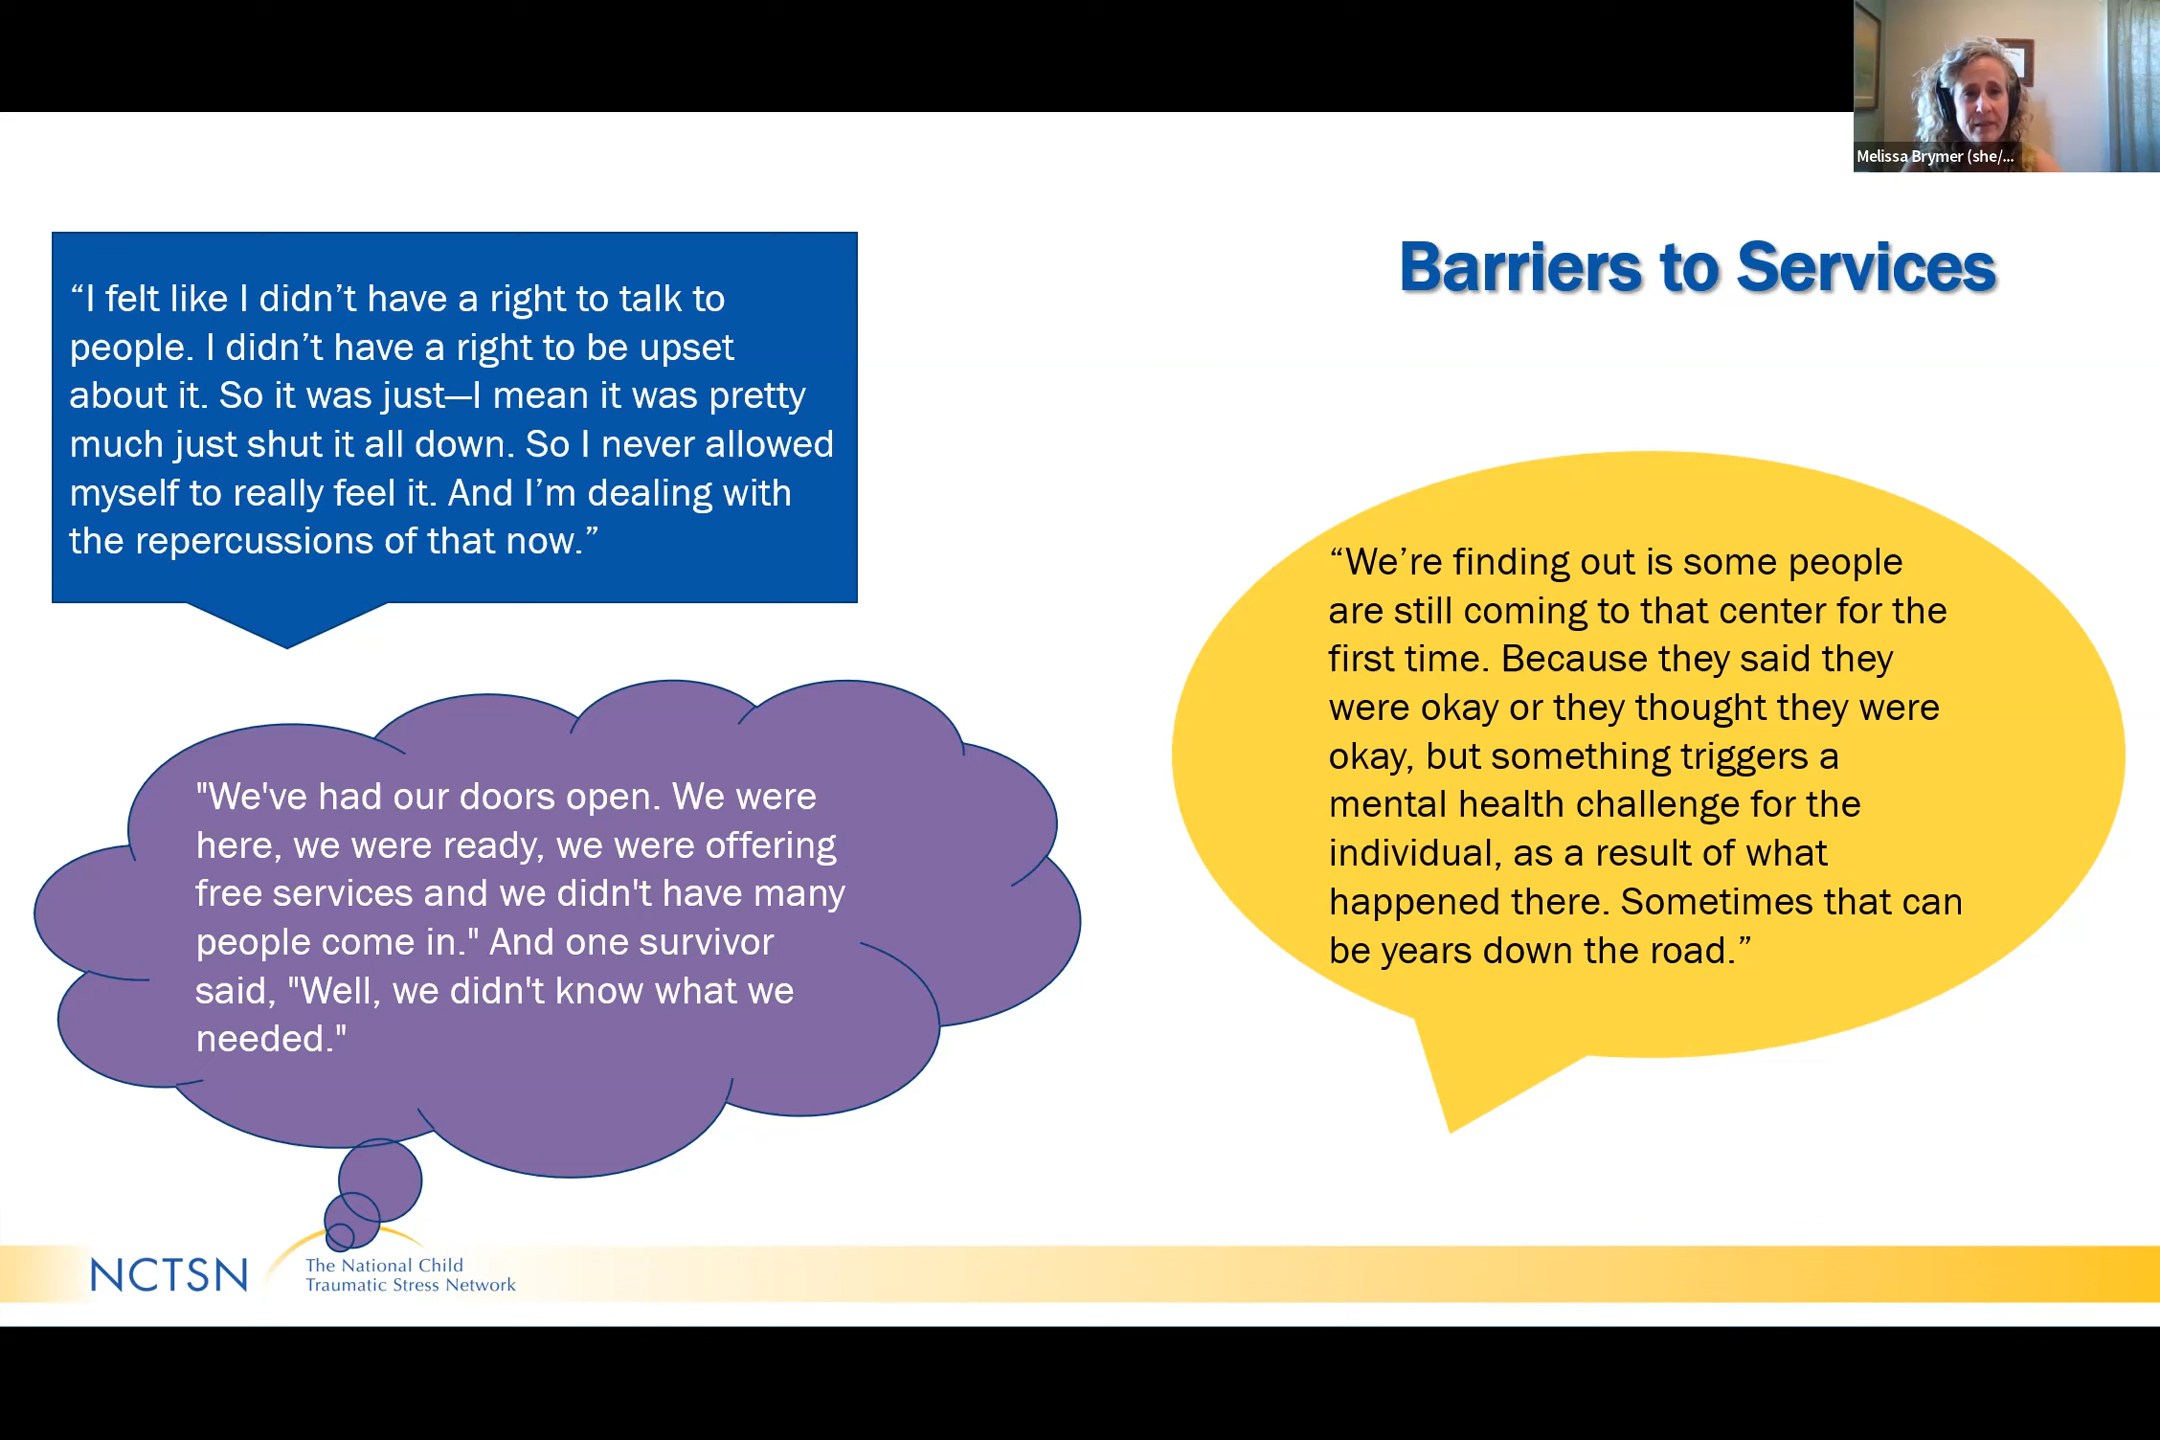 Melissa Brymer (she/...
Barriers to Services
“I felt like I didn’t have a right to talk to
people. I didn’t have a right to be upset
about it. So it was just—I mean it was pretty
much just shut it all down. So I never allowed
myself to really feel it. And I’m dealing with
the repercussions of that now.”
"We've had our doors open. We were
here, we were ready, we were offering
free services and we didn't have many
people come in." And one survivor
said, "Well, we didn't know what we
needed."
“We’re finding out is some people
are still coming to that center for the
first time. Because they said they
were okay or they thought they were
okay, but something triggers a
mental health challenge for the
individual, as a result of what
happened there. Sometimes that can
be years down the road.”
NCTSN
The National Child
Traumatic Stress Network